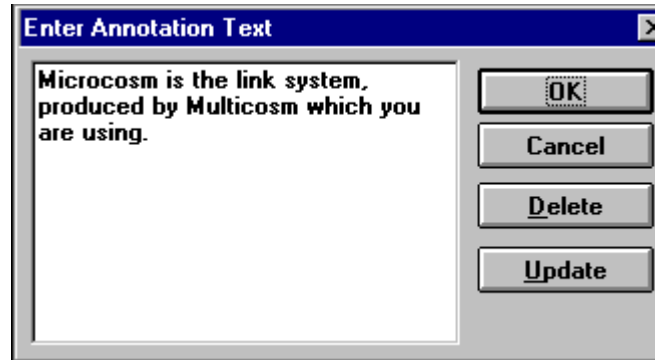 Enter Annotation Text
Microcosm is the link system,
produced by Multicosm which you
are using.
OK
Cancel
Delete
Update